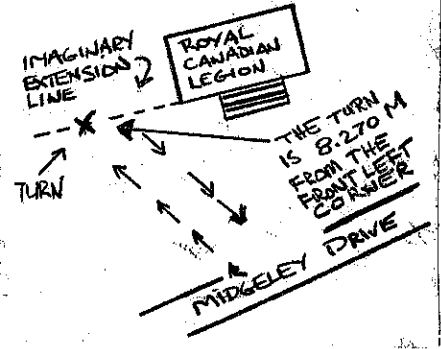 IMAGINARY
EXTENSION
LINE
ROYAL
CANADIAN
LEGION
TURN
THE TURN
IS 8.270 M
FROM THE
FRONT LEFT
CORNER
MIDGELEY DRIVE